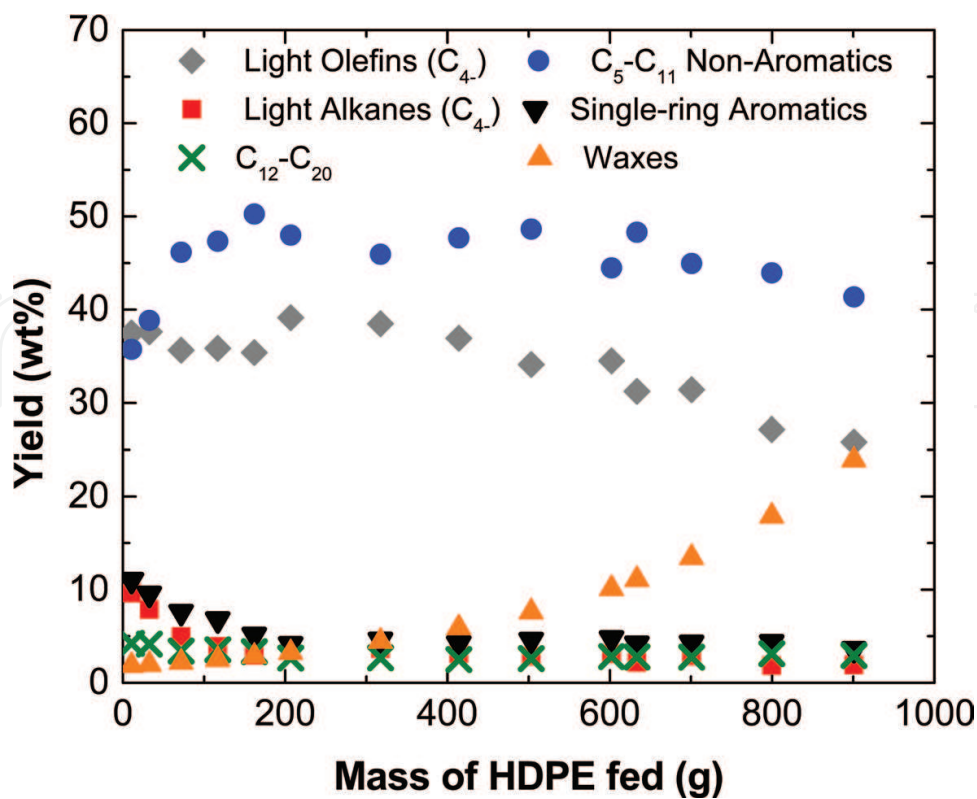 70
60
50
40
30
20
10
0
Yield (wt%)
Light Olefins (C4-) C5-C11 Non-Aromatics
Light Alkanes (C4-) Single-ring Aromatics
C12-C20 Waxes
0 200 400 600 800 1000
Mass of HDPE fed (g)